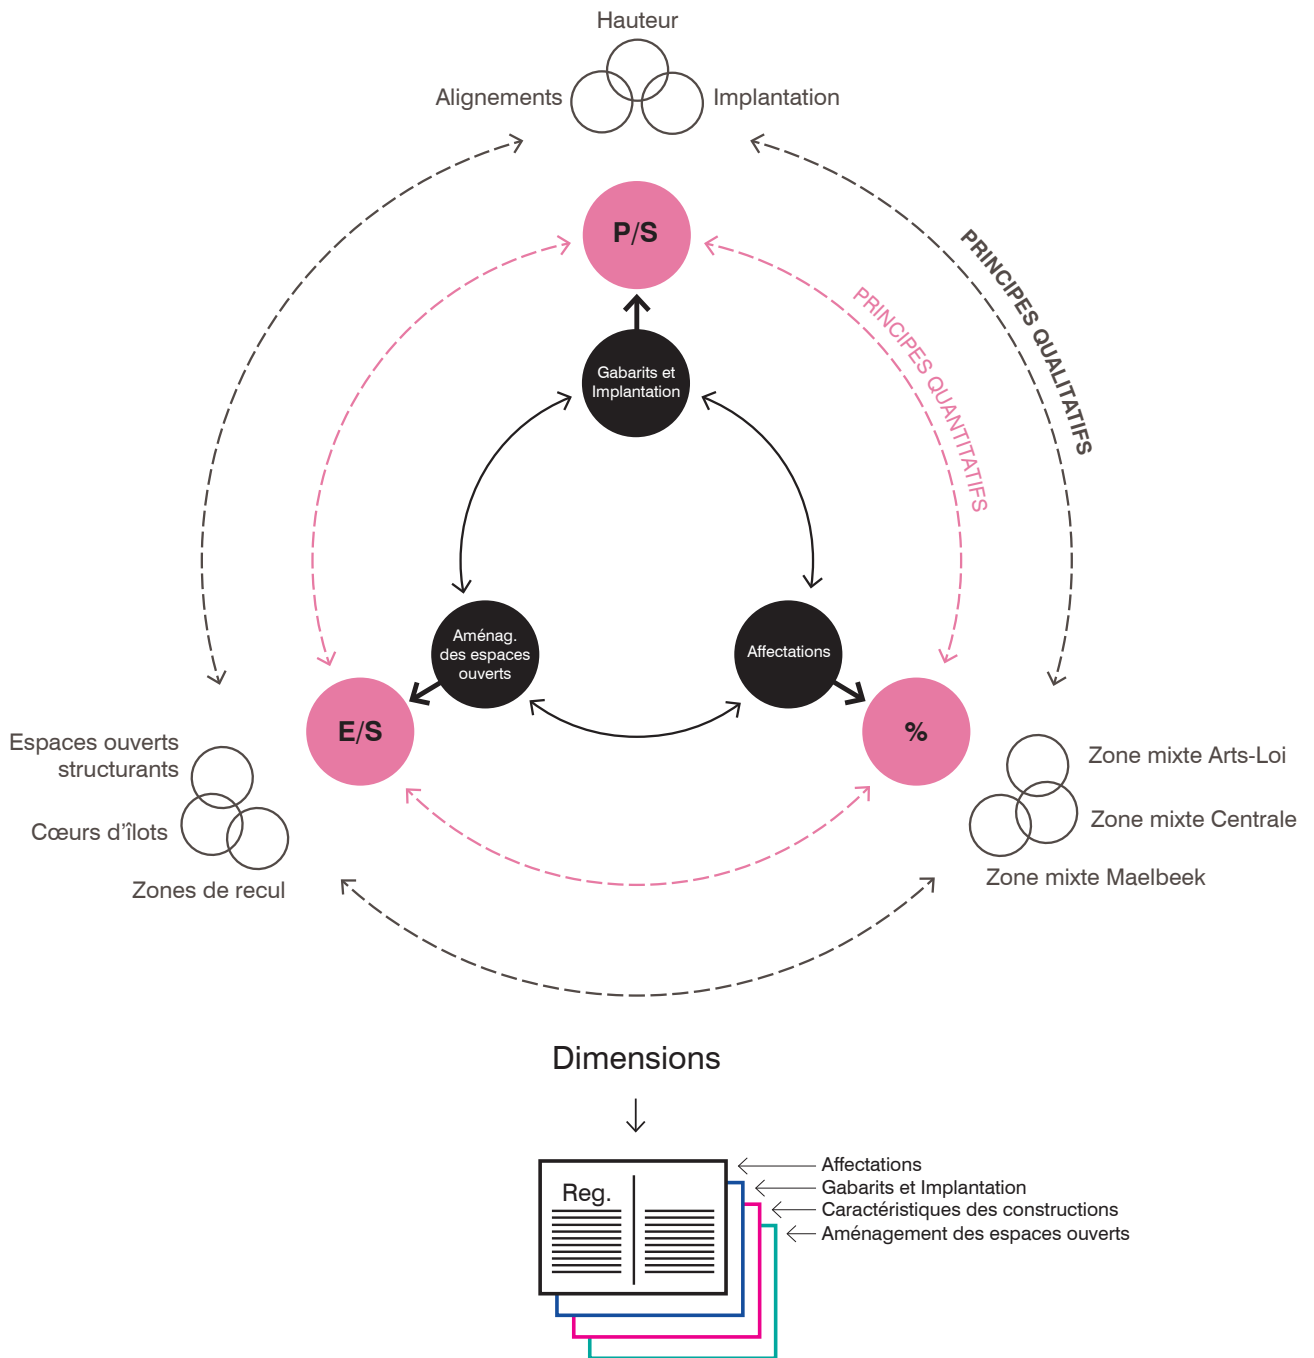 Hauteur
Alignements
Implantation
P/S
PRINCIPES QUALITATIFS
PRINCIPES QUANTITATIFS
Gabarits et
Implantation
Aménag.
des espaces
ouverts
Affectations
E/S
%
Espaces ouverts
structurants
Cœurs d'îlots
Zones de recul
Zone mixte Arts-Loi
Zone mixte Centrale
Zone mixte Maelbeek
Dimensions
Reg.
Affectations
Gabarits et Implantation
Caractéristiques des constructions
Aménagement des espaces ouverts